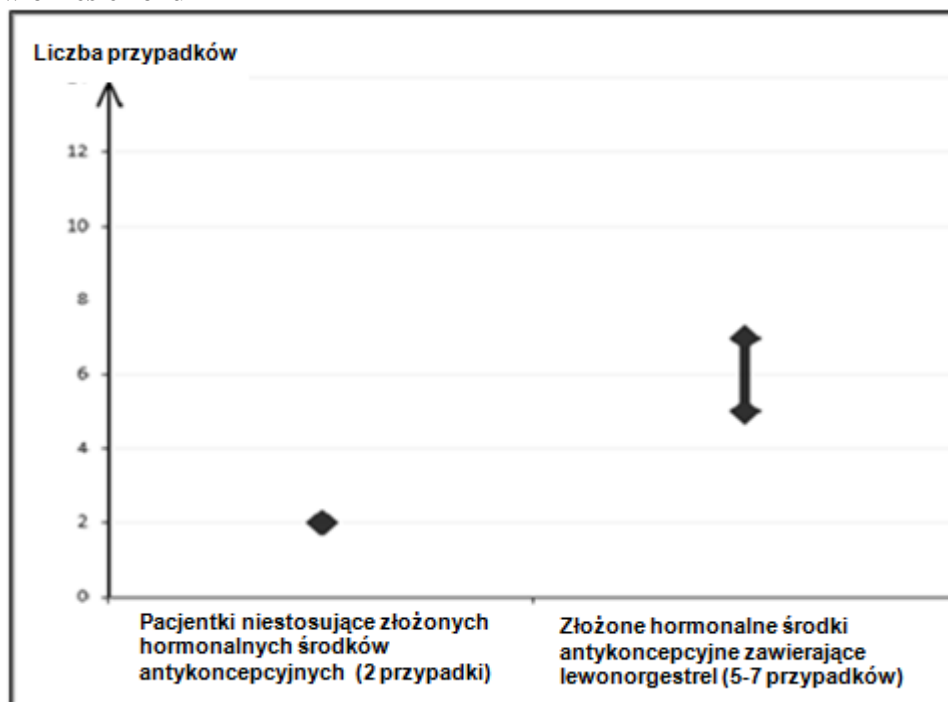 Liczba przypadków
12
10
8
6
4
2
0
Pacjentki niestosujące złożonych
hormonalnych środków
antykoncepcyjnych (2 przypadki)
Złożone hormonalne środki
antykoncepcyjne zawierające
lewonorgestrel (5-7 przypadków)